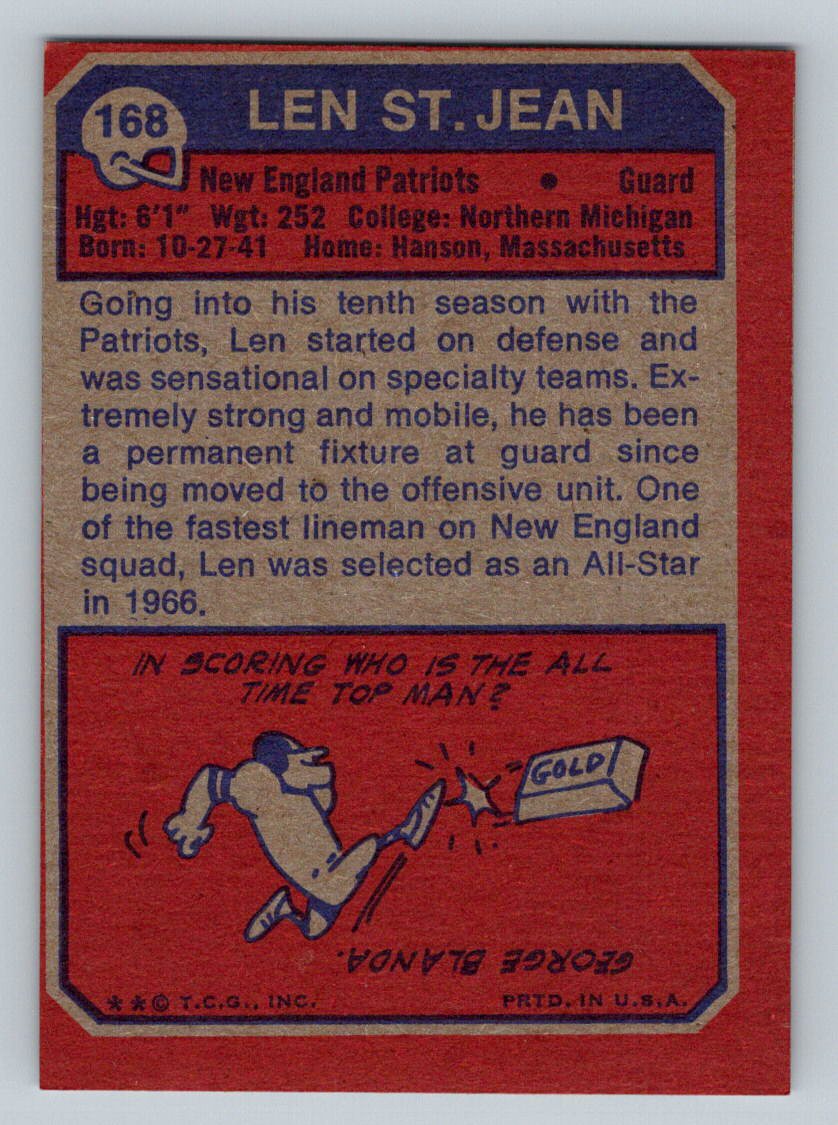 168
LEN ST. JEAN
New England Patriots • Guard
Hgt: 6'1" Wgt: 252 College: Northern Michigan
Born: 10-27-41 Home: Hanson, Massachusetts
Going into his tenth season with the
Patriots, Len started on defense and
was sensational on specialty teams. Ex-
tremely strong and mobile, he has been
a permanent fixture at guard since
being moved to the offensive unit. One
of the fastest lineman on New England
squad, Len was selected as an All-Star
in 1966.
IN SCORING WHO IS THE ALL
TIME TOP MAN?
GOLD
GEORGE BLANDA.
**© T.C.G., INC. PRTD. IN U.S.A.